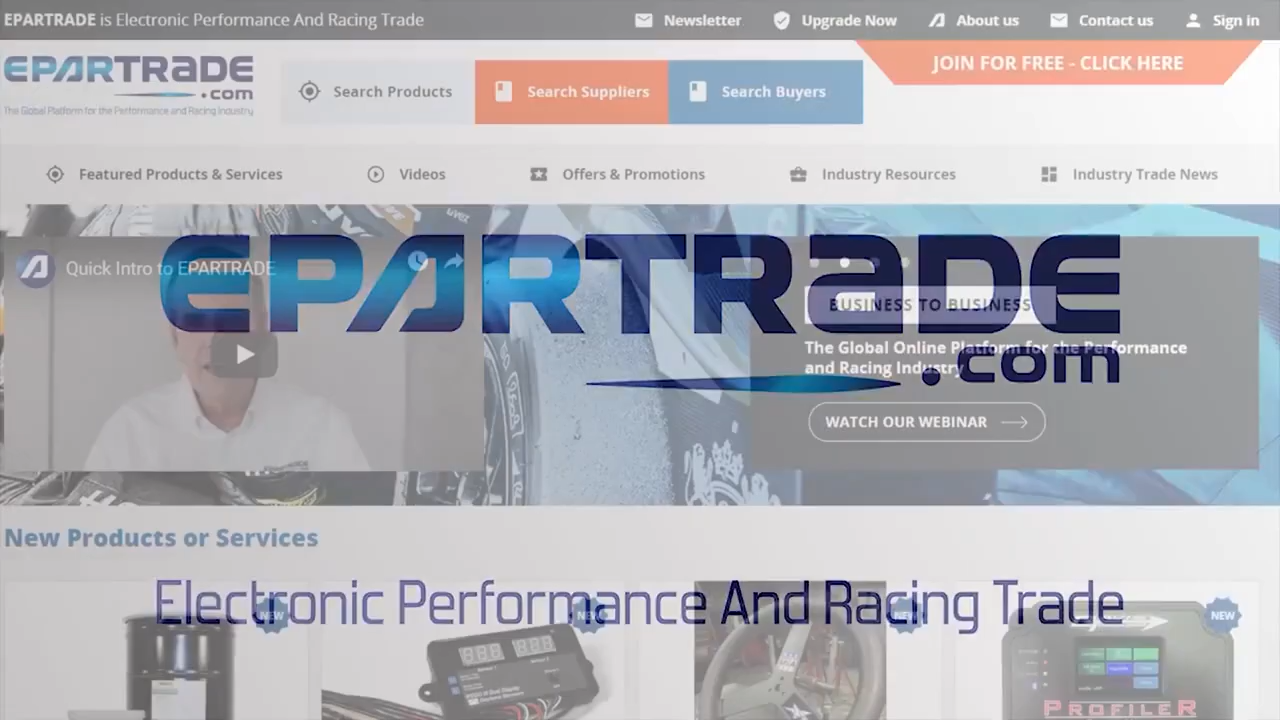 EPARTRADE is Electronic Performance And Racing Trade
Newsletter
Upgrade Now
About us
Contact us
Sign in
JOIN FOR FREE - CLICK HERE
EPARTRADE
.com
The Global Platform for the Performance and Racing Industry
Search Products
Search Suppliers
Search Buyers
Featured Products & Services
Videos
Offers & Promotions
Industry Resources
Industry Trade News
Quick Intro to EPARTRADE
EPARTRADE
.com
BUSINESS TO BUSINESS
The Global Online Platform for the Performance
and Racing Industry
WATCH OUR WEBINAR
New Products or Services
Electronic Performance And Racing Trade
NEW
NEW
NEW
NEW
PROFILER